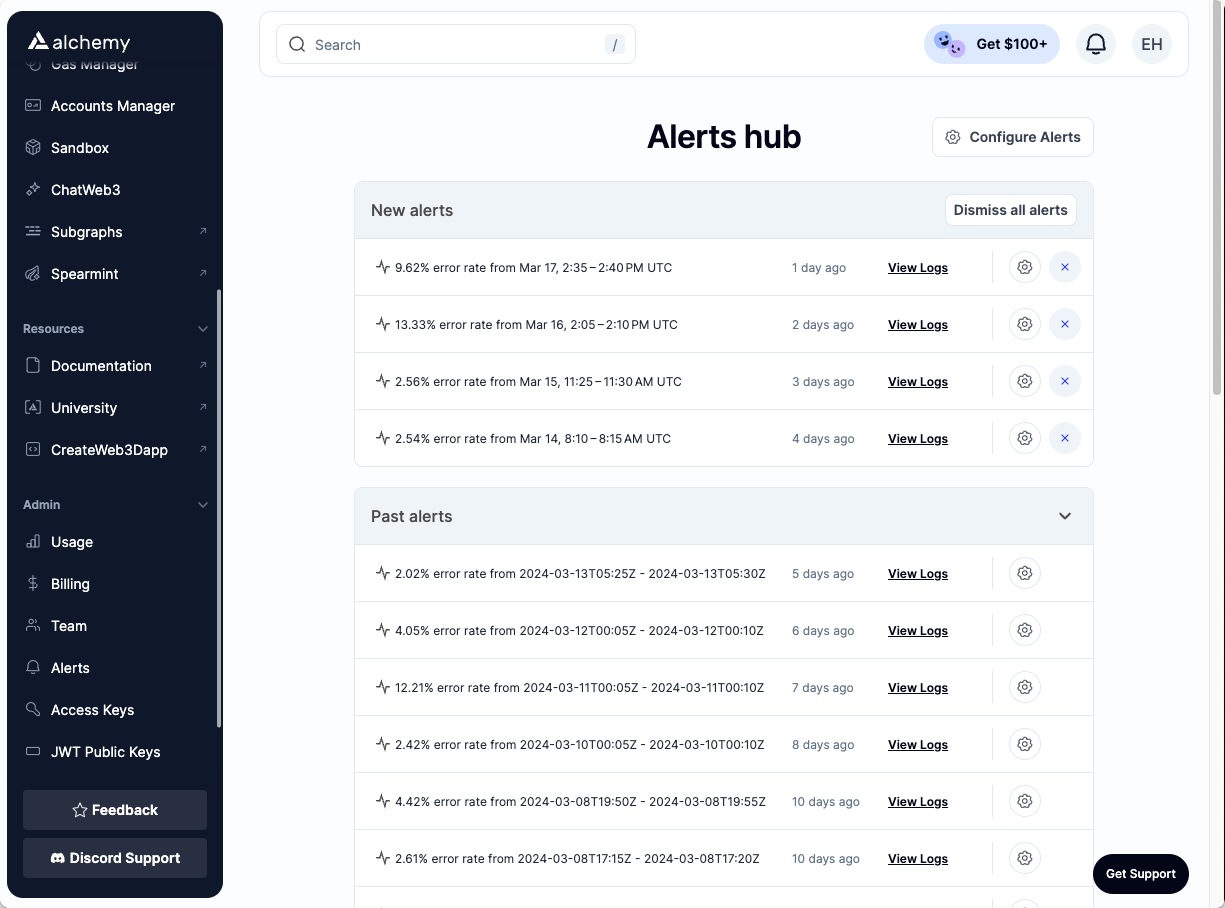 alchemy
Gas Manager
Accounts Manager
Sandbox
ChatWeb3
Subgraphs
Spearmint
Resources
Documentation
University
CreateWeb3Dapp
Admin
Usage
Billing
Team
Alerts
Access Keys
JWT Public Keys
Feedback
Discord Support
Search /
Get $100+
EH
Alerts hub
Configure Alerts
New alerts Dismiss all alerts
9.62% error rate from Mar 17, 2:35 – 2:40 PM UTC 1 day ago View Logs
13.33% error rate from Mar 16, 2:05 – 2:10 PM UTC 2 days ago View Logs
2.56% error rate from Mar 15, 11:25 – 11:30 AM UTC 3 days ago View Logs
2.54% error rate from Mar 14, 8:10 – 8:15 AM UTC 4 days ago View Logs
Past alerts
2.02% error rate from 2024-03-13T05:25Z - 2024-03-13T05:30Z 5 days ago View Logs
4.05% error rate from 2024-03-12T00:05Z - 2024-03-12T00:10Z 6 days ago View Logs
12.21% error rate from 2024-03-11T00:05Z - 2024-03-11T00:10Z 7 days ago View Logs
2.42% error rate from 2024-03-10T00:05Z - 2024-03-10T00:10Z 8 days ago View Logs
4.42% error rate from 2024-03-08T19:50Z - 2024-03-08T19:55Z 10 days ago View Logs
2.61% error rate from 2024-03-08T17:15Z - 2024-03-08T17:20Z 10 days ago View Logs
Get Support